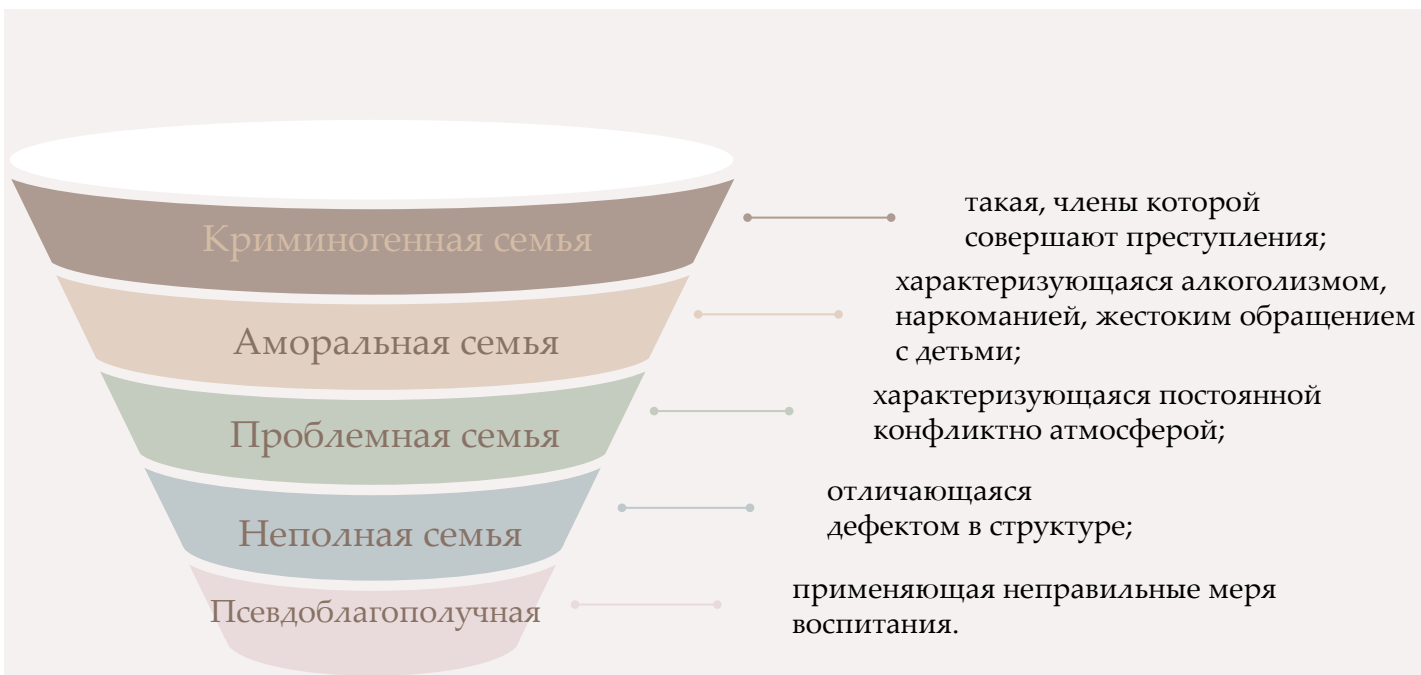 Криминогенная семья
такая, члены которой
совершают преступления;
Аморальная семья
характеризующаяся алкоголизмом,
наркоманией, жестоким обращением
с детьми;
Проблемная семья
характеризующаяся постоянной
конфликтно атмосферой;
Неполная семья
отличающаяся
дефектом в структуре;
Псевдоблагополучная
применяющая неправильные меря
воспитания.